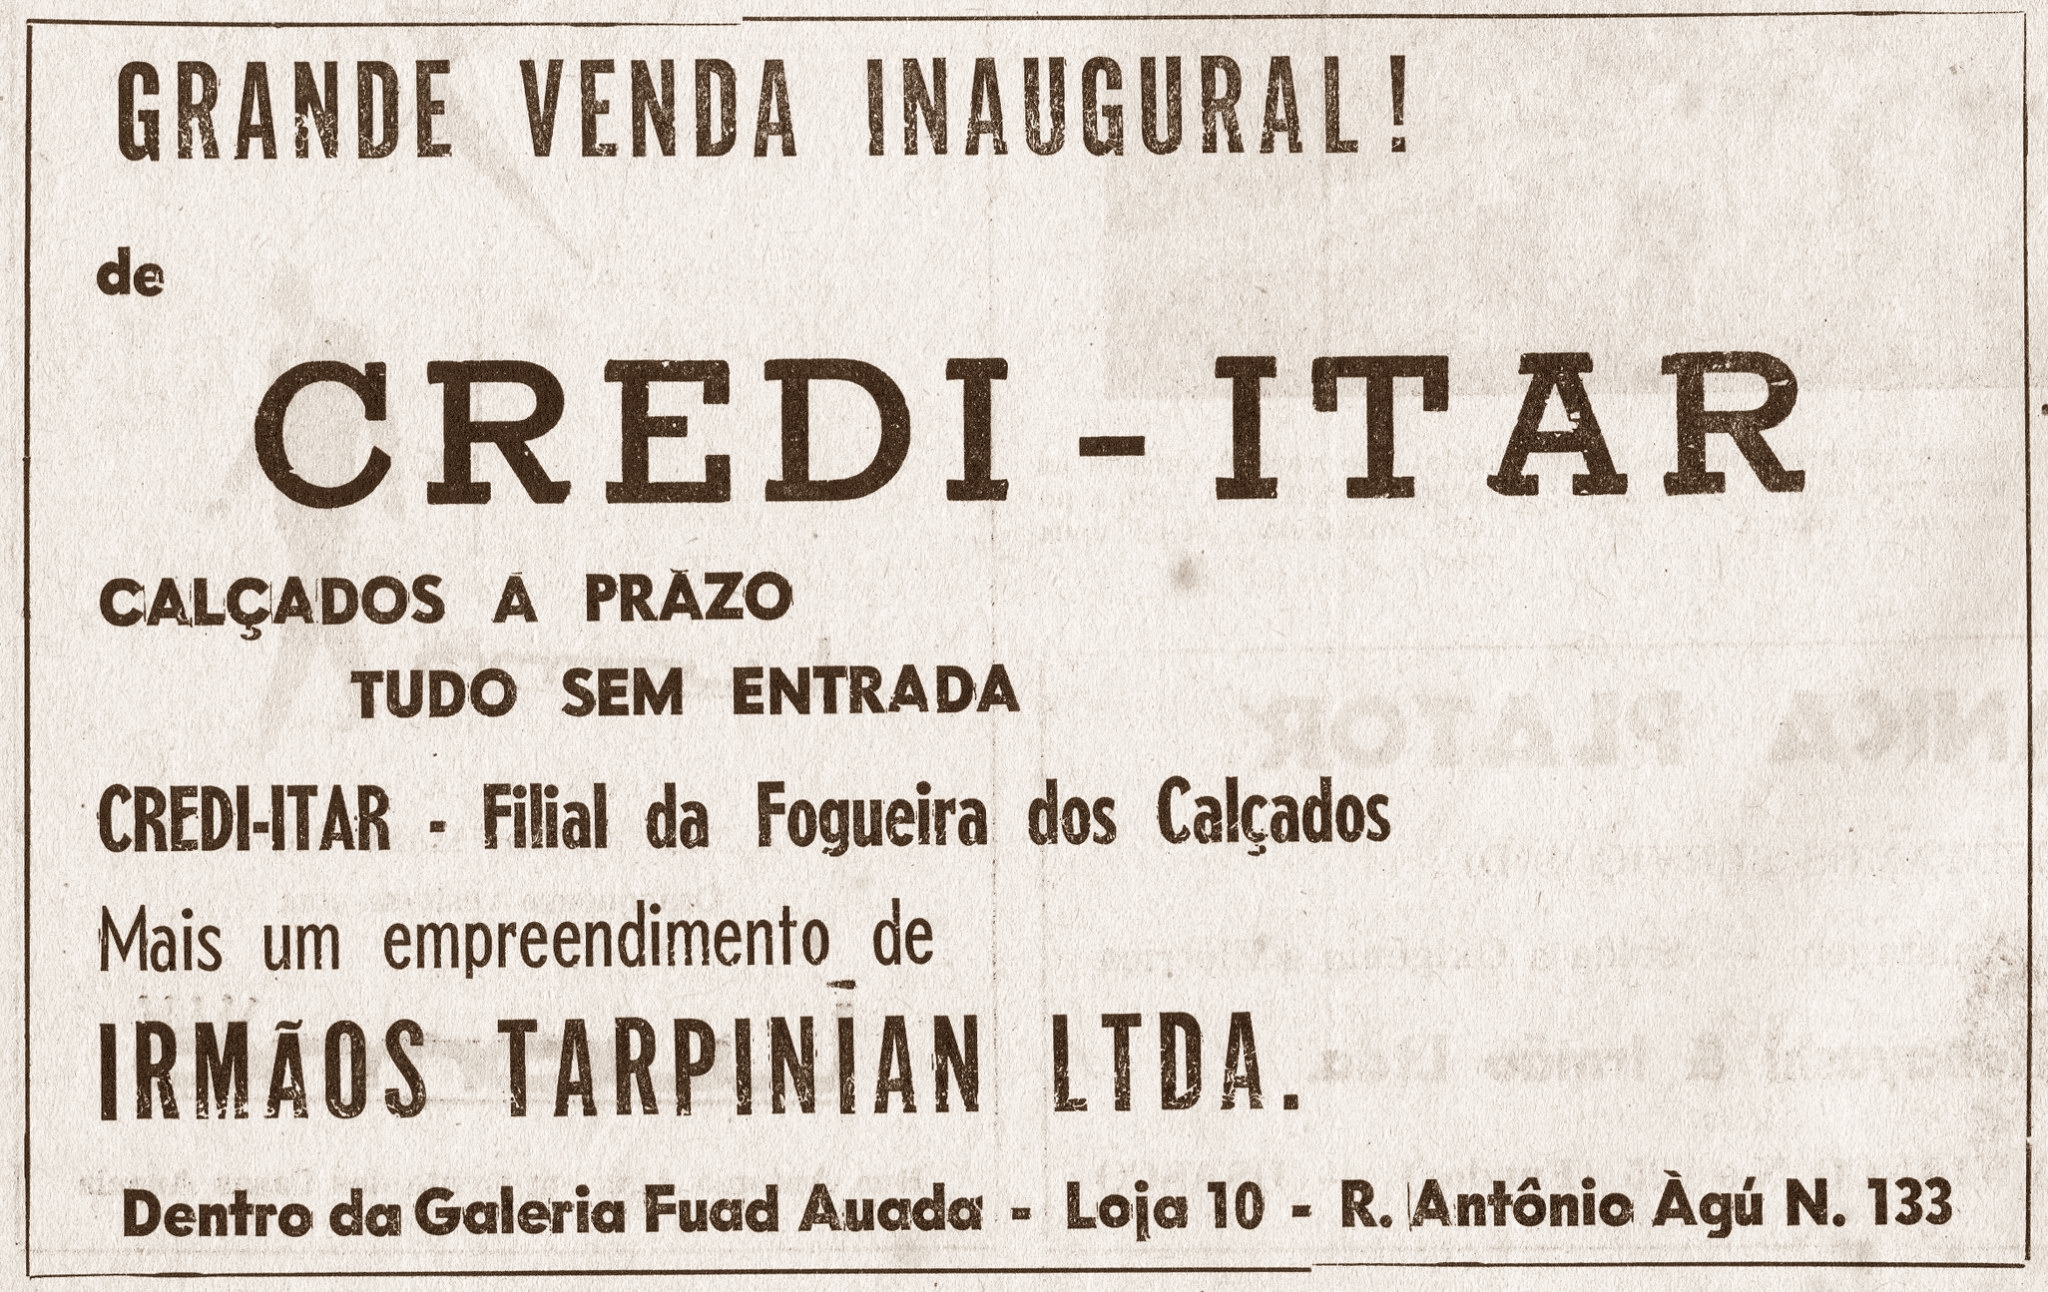 GRANDE VENDA INAUGURAL!
de
CREDI-ITAR
CALÇADOS A PRAZO
TUDO SEM ENTRADA
CREDI-ITAR - Filial da Fogueira dos Calçados
Mais um empreendimento de
IRMÃOS TARPINIAN LTDA.
Dentro da Galeria Fuad Auada - Loja 10 - R. Antônio Àgú N. 133